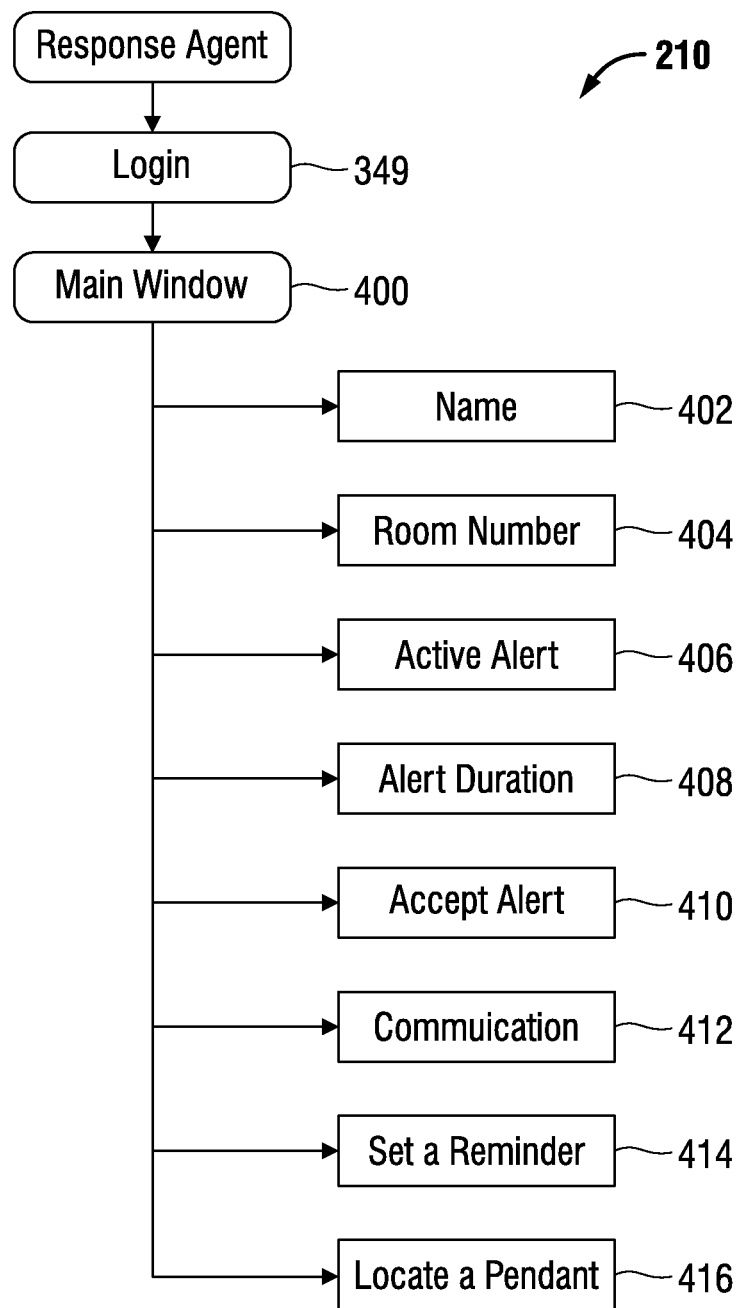 Response Agent
210
Login
349
Main Window
400
Name
402
Room Number
404
Active Alert
406
Alert Duration
408
Accept Alert
410
Commuication
412
Set a Reminder
414
Locate a Pendant
416